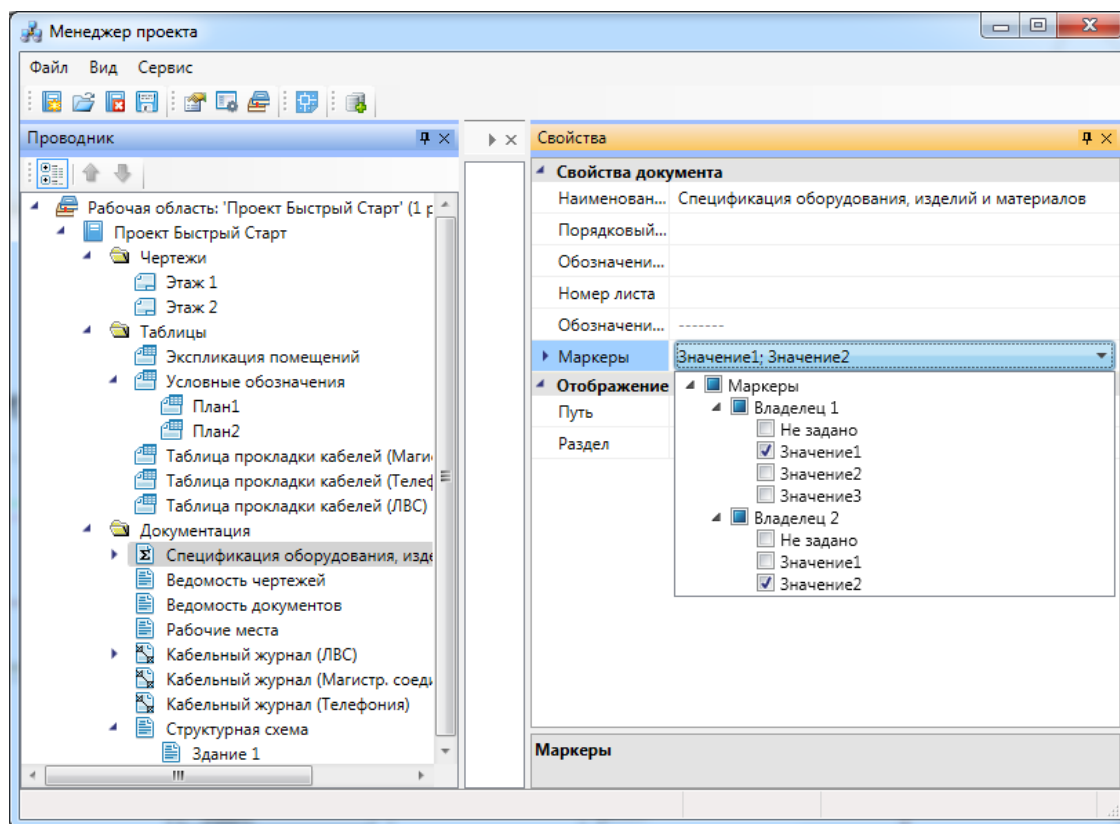 Менеджер проекта
Файл Вид Сервис
Проводник
Рабочая область: 'Проект Быстрый Старт' (1 р
Проект Быстрый Старт
Чертежи
Этаж 1
Этаж 2
Таблицы
Экспликация помещений
Условные обозначения
План1
План2
Таблица прокладки кабелей (Маги
Таблица прокладки кабелей (Телеф
Таблица прокладки кабелей (ЛВС)
Документация
Спецификация оборудования, изде
Ведомость чертежей
Ведомость документов
Рабочие места
Кабельный журнал (ЛВС)
Кабельный журнал (Магистр. соеди
Кабельный журнал (Телефония)
Структурная схема
Здание 1
Свойства
Свойства документа
Наименован... Спецификация оборудования, изделий и материалов
Порядковый...
Обозначени...
Номер листа
Обозначени... -------
Маркеры Значение1; Значение2
Отображение
Путь
Раздел
Маркеры
Владелец 1
Не задано
Значение1
Значение2
Значение3
Владелец 2
Не задано
Значение1
Значение2
Маркеры